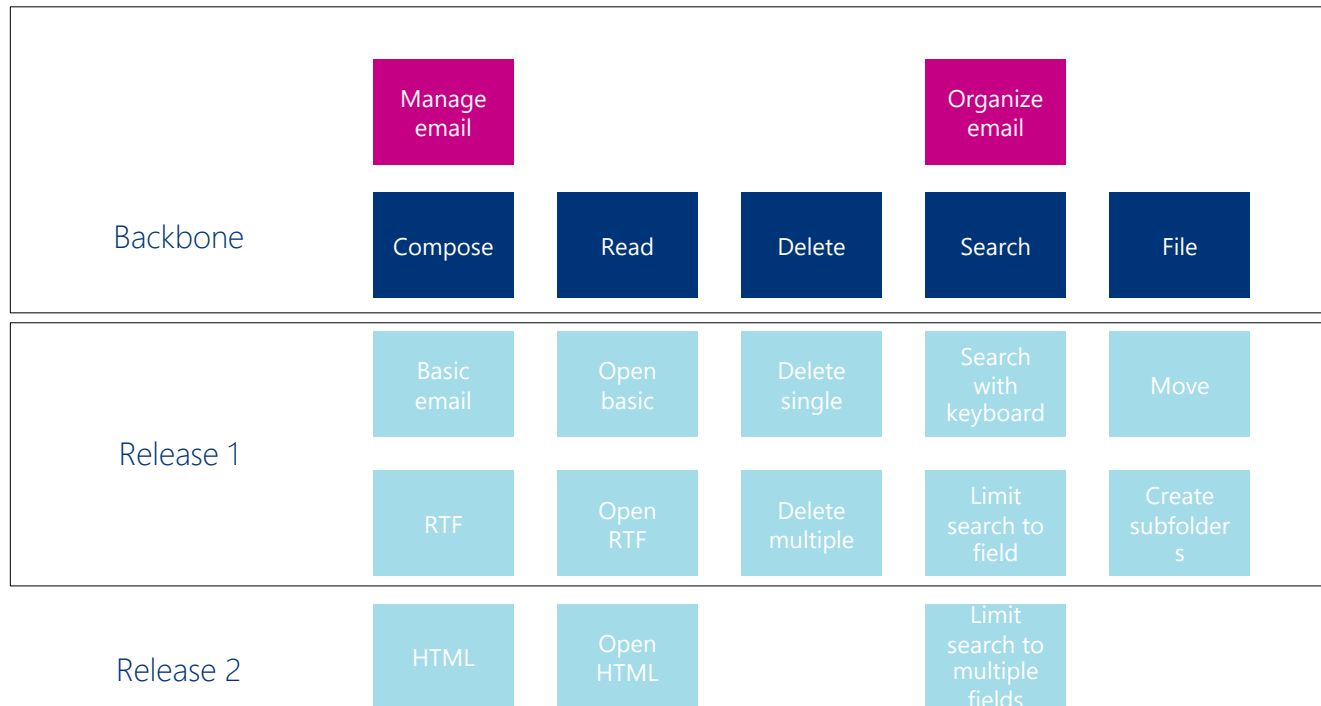 Manage
email
Organize
email
Backbone
Compose
Read
Delete
Search
File
Release 1
Basic
email
Open
basic
Delete
single
Search
with
keyboard
Move
RTF
Open
RTF
Delete
multiple
Limit
search to
field
Create
subfolder
s
Release 2
HTML
Open
HTML
Limit
search to
multiple
fields